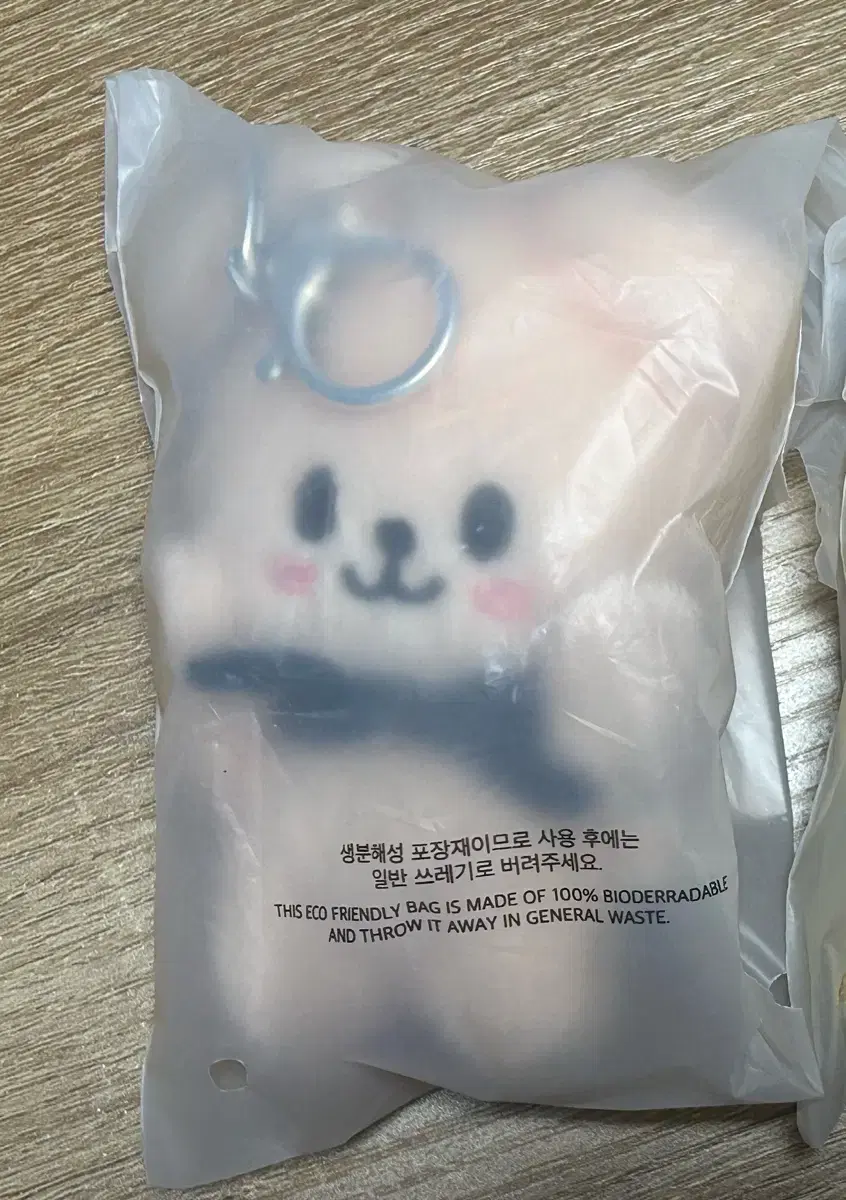 생분해성 포장재이므로 사용 후에는
일반 쓰레기로 버려주세요.
THIS ECO FRIENDLY BAG IS MADE OF 100% BIODERRADABLE
AND THROW IT AWAY IN GENERAL WASTE.